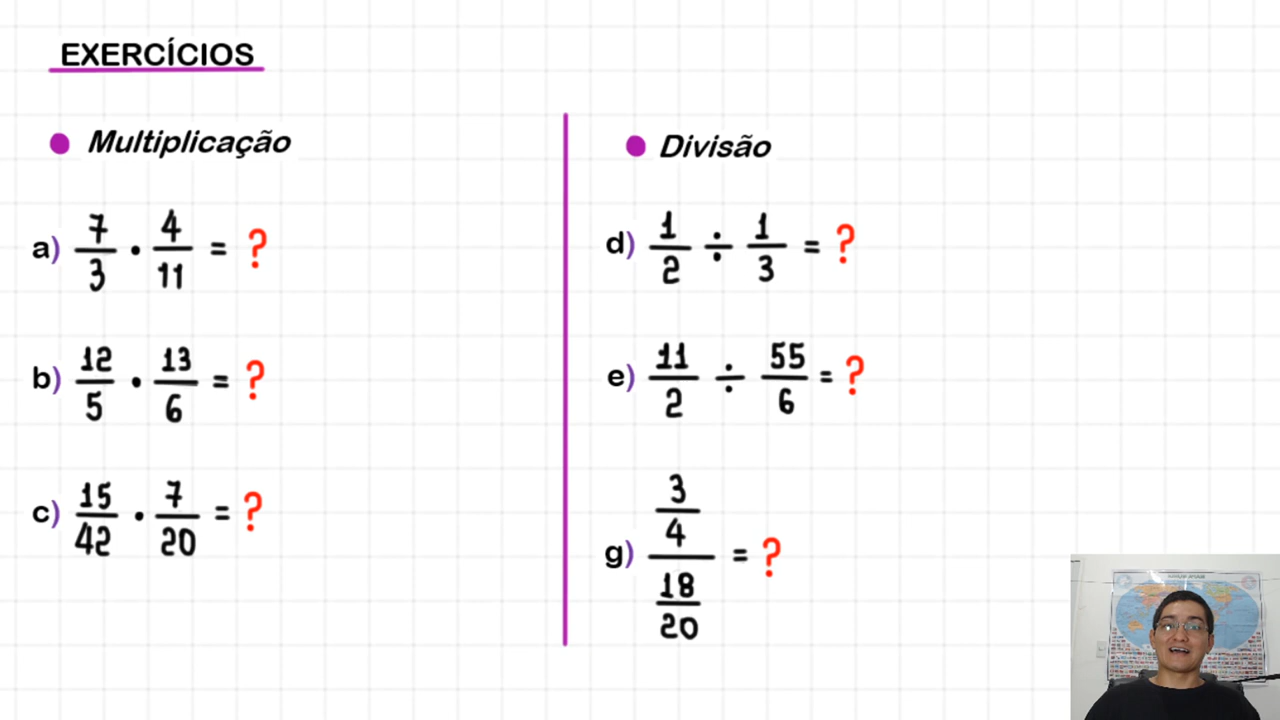 EXERCÍCIOS
● Multiplicação
a) 7/3 · 4/11 = ?
b) 12/5 · 13/6 = ?
c) 15/42 · 7/20 = ?
● Divisão
d) 1/2 ÷ 1/3 = ?
e) 11/2 ÷ 55/6 = ?
g) (3/4)/(18/20) = ?